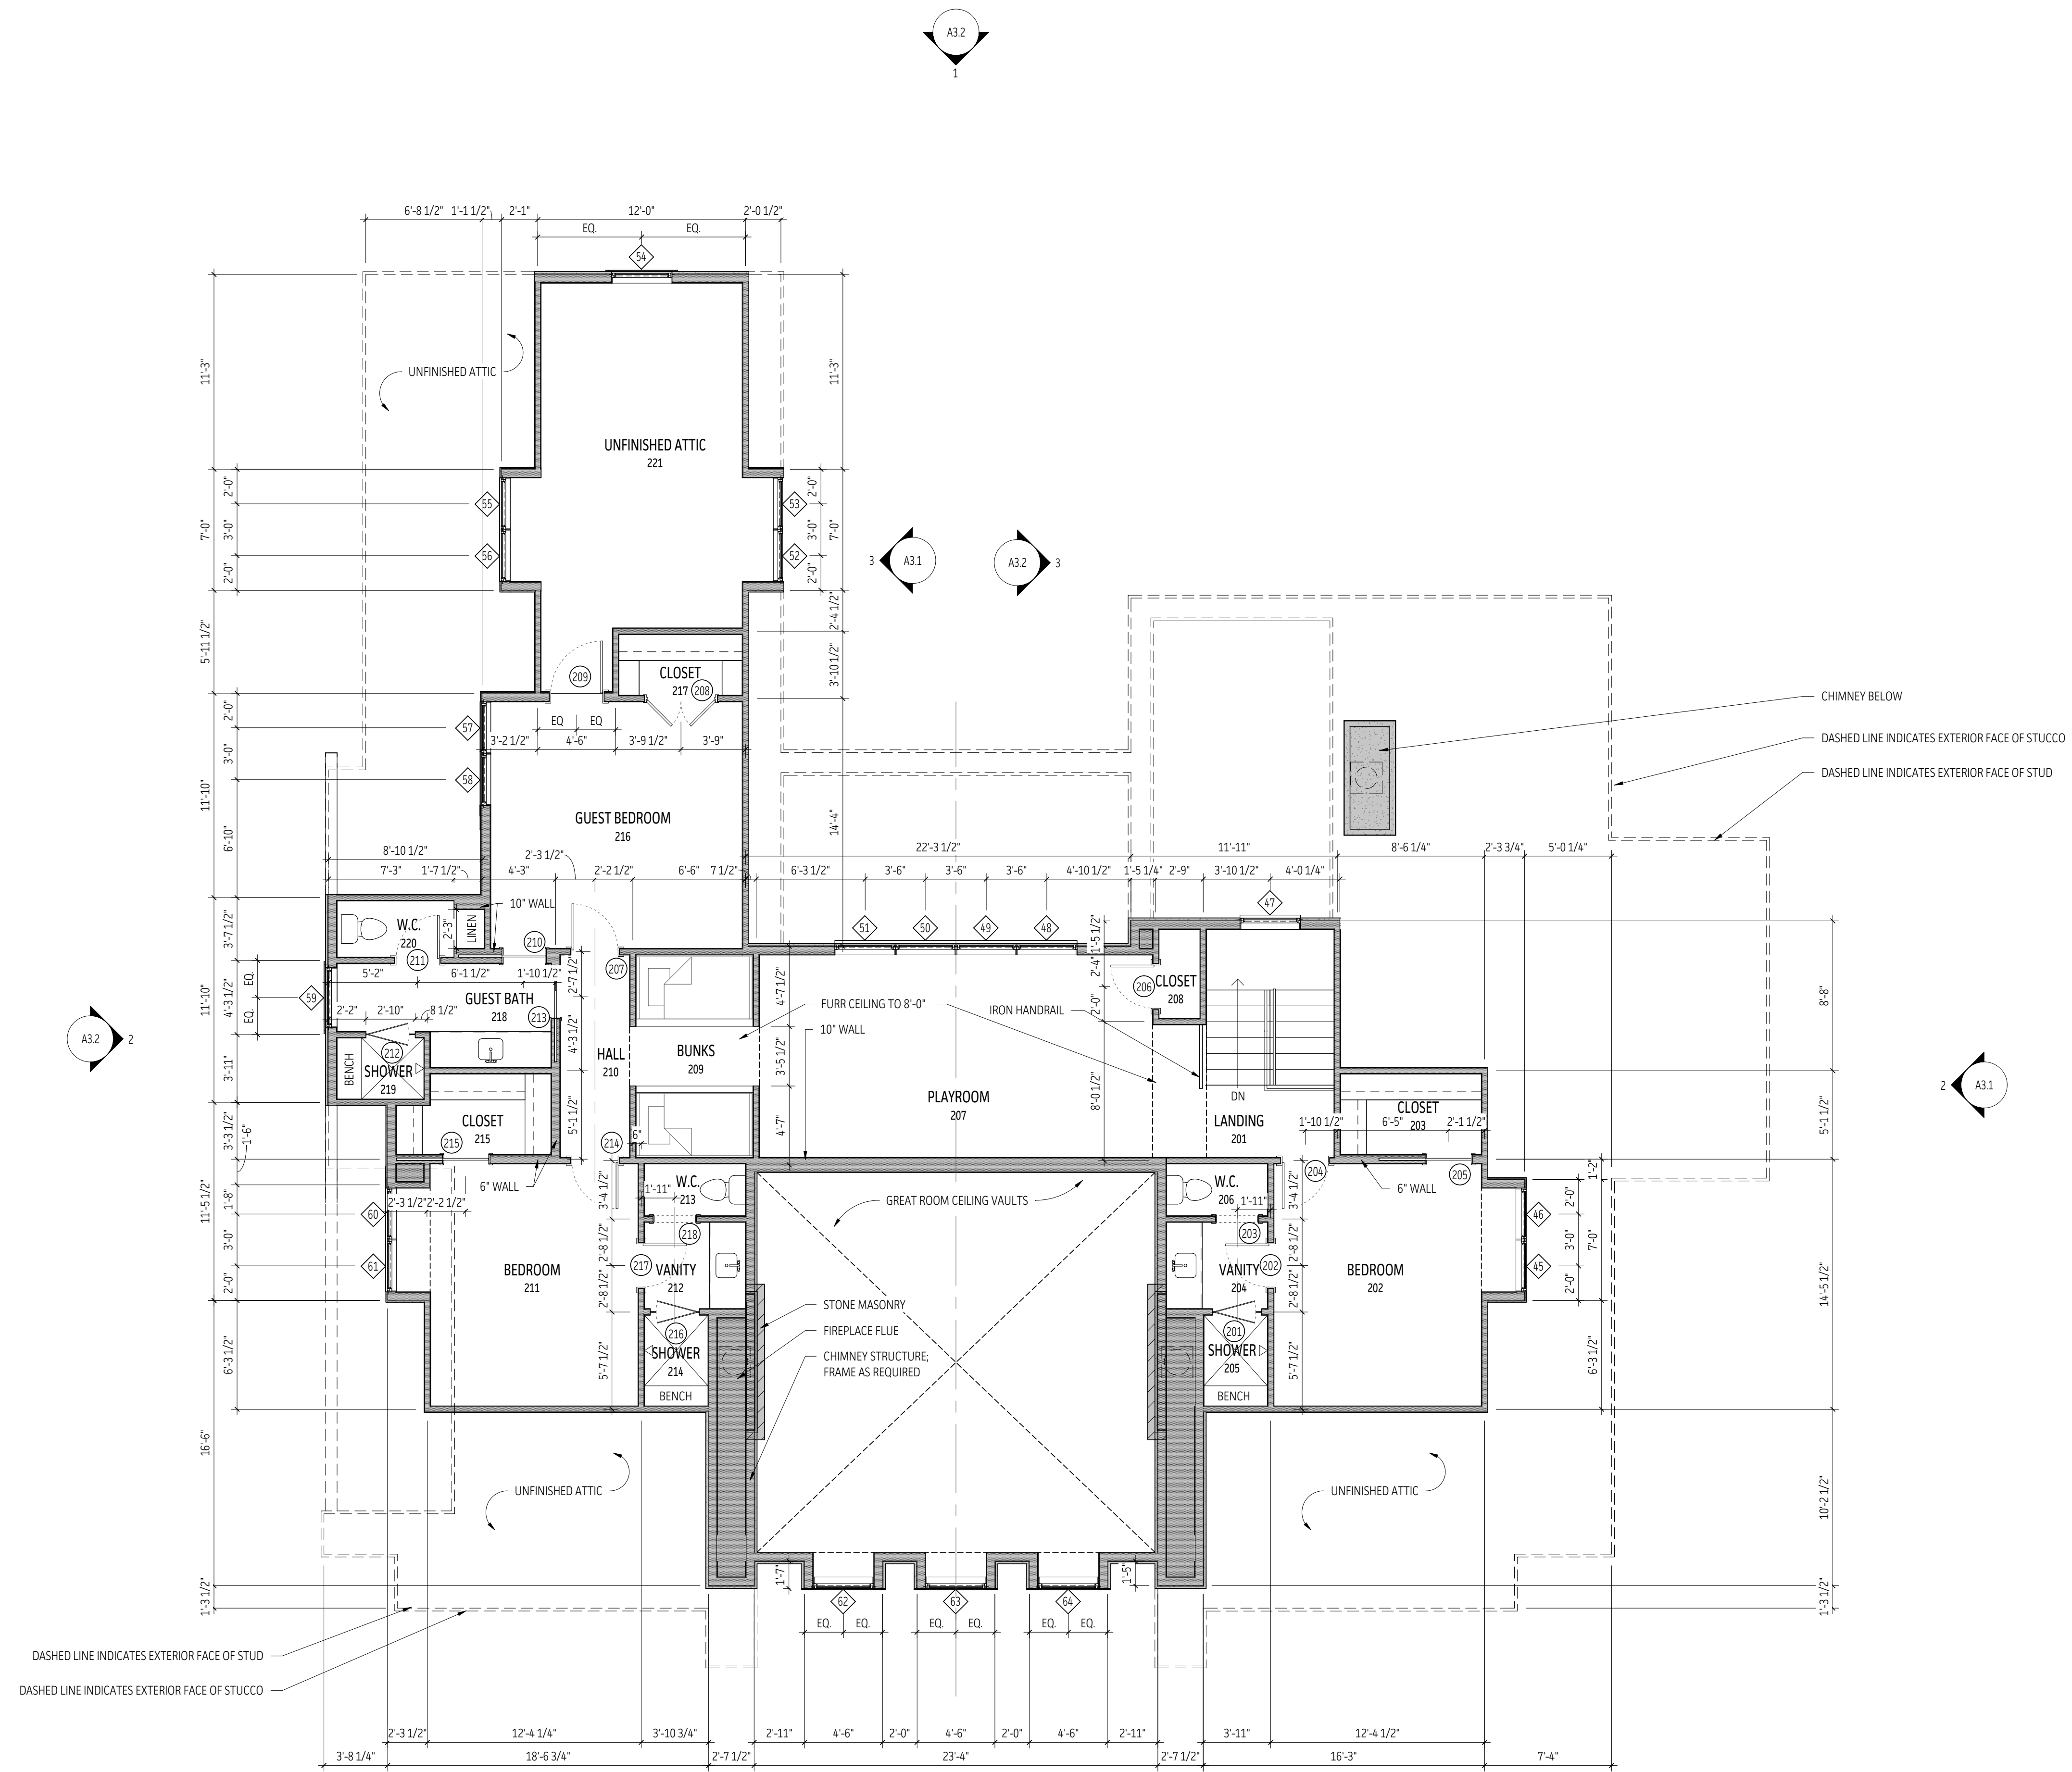 A3.2
1
6'-8 1/2" 1'-1 1/2" 2'-1" 12'-0" 2'-0 1/2"
EQ. EQ.
54
11'-3"
11'-3"
UNFINISHED ATTIC
UNFINISHED ATTIC
221
2'-0"
55
53
2'-0"
7'-0"
3'-0"
3'-0"
7'-0"
56
52
2'-0"
2'-0"
3
A3.1
A3.2
3
5'-11 1/2"
2'-4 1/2"
3'-10 1/2"
209
CLOSET
217
208
CHIMNEY BELOW
2'-0"
57
EQ EQ
3'-2 1/2" 4'-6" 3'-9 1/2" 3'-9"
DASHED LINE INDICATES EXTERIOR FACE OF STUCCO
3'-0"
58
DASHED LINE INDICATES EXTERIOR FACE OF STUD
11'-10"
6'-10"
GUEST BEDROOM
216
14'-4"
8'-10 1/2"
2'-3 1/2"
22'-3 1/2" 11'-11" 8'-6 1/4" 2'-3 3/4" 5'-0 1/4"
7'-3" 1'-7 1/2" 4'-3" 2'-2 1/2" 6'-6" 7 1/2" 6'-3 1/2" 3'-6" 3'-6" 3'-6" 4'-10 1/2" 1'-5 1/4" 2'-9" 3'-10 1/2" 4'-0 1/4"
10" WALL
47
W.C.
220
2'-3"
LINEN
51 50 49 48
3'-7 1/2"
1'-5 1/2"
210
211
207
5'-2" 6'-1 1/2" 1'-10 1/2"
2'-7 1/2"
4'-7 1/2"
2'-4"
206
CLOSET
208
EQ.
59
EQ.
4'-3 1/2"
11'-10"
GUEST BATH
218
213
2'-2" 2'-10" 8 1/2"
FURR CEILING TO 8'-0"
IRON HANDRAIL
2'-0"
8'-8"
10" WALL
A3.2
2
4'-3 1/2"
212
BENCH
SHOWER
219
3'-11"
HALL
210
BUNKS
209
3'-5 1/2"
PLAYROOM
207
8'-0 1/2"
DN
2
A3.1
CLOSET
215
215
5'-1 1/2"
214
6"
4'-7"
LANDING
201
1'-10 1/2" 6'-5" 2'-1 1/2"
CLOSET
203
5'-1 1/2"
3'-3 1/2"
1'-6"
6" WALL
204
205
6" WALL
1'-2"
W.C.
213
1'-11"
3'-4 1/2"
GREAT ROOM CEILING VAULTS
W.C.
206
1'-11"
3'-4 1/2"
1'-8"
60
2'-3 1/2" 2'-2 1/2"
11'-5 1/2"
2'-0"
46
218
203
3'-0"
3'-0"
7'-0"
2'-8 1/2"
2'-8 1/2"
61
BEDROOM
211
217
VANITY
212
VANITY
204
202
BEDROOM
202
45
2'-0"
2'-0"
2'-8 1/2"
2'-8 1/2"
14'-5 1/2"
STONE MASONRY
FIREPLACE FLUE
216
SHOWER
214
BENCH
5'-7 1/2"
CHIMNEY STRUCTURE;
FRAME AS REQUIRED
201
SHOWER
205
BENCH
5'-7 1/2"
6'-3 1/2"
6'-3 1/2"
16'-6"
UNFINISHED ATTIC
UNFINISHED ATTIC
10'-2 1/2"
1'-7"
1'-5"
1'-3 1/2"
1'-3 1/2"
62 63 64
EQ. EQ. EQ. EQ. EQ. EQ.
DASHED LINE INDICATES EXTERIOR FACE OF STUD
DASHED LINE INDICATES EXTERIOR FACE OF STUCCO
2'-3 1/2" 12'-4 1/4" 3'-10 3/4" 2'-11" 4'-6" 2'-0" 4'-6" 2'-0" 4'-6" 2'-11" 3'-11" 12'-4 1/2"
3'-8 1/4" 18'-6 3/4" 2'-7 1/2" 23'-4" 2'-7 1/2" 16'-3" 7'-4"